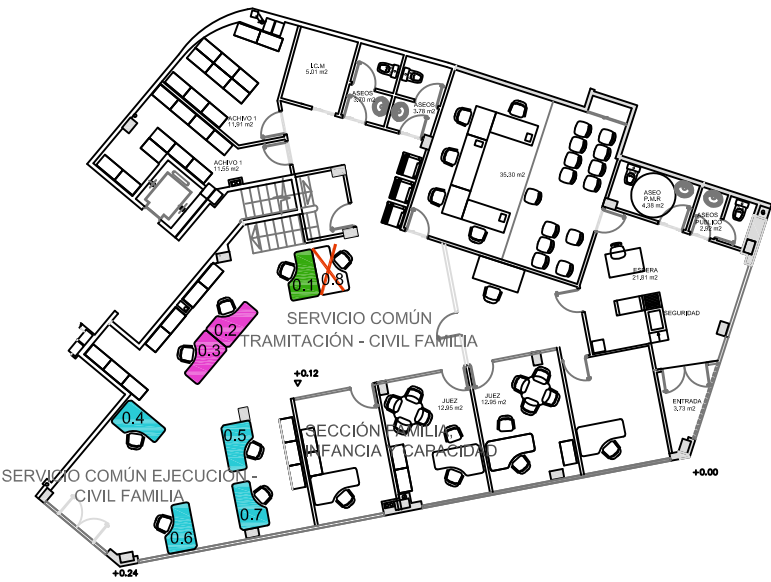 I.C.M
5,01 m2
ASEOS
3,70 m2
ASEOS
3,78 m2
ACHIVO 1
11,91 m2
ACHIVO 1
11,55 m2
35.30 m2
ASEO
P.M.R
4,38 m2
ASEOS
PUBLICO
2,92 m2
ESPERA
21,81 m2
SEGURIDAD
0.1
0.8
SERVICIO COMÚN
TRAMITACIÓN - CIVIL FAMILIA
0.2
0.3
+0.12
JUEZ
12.95 m2
JUEZ
12.95 m2
ENTRADA
3,73 m2
0.4
0.5
SECCIÓN FAMILIA,
INFANCIA Y CAPACIDAD
SERVICIO COMÚN EJECUCIÓN -
CIVIL FAMILIA
0.7
0.6
+0.00
+0.24